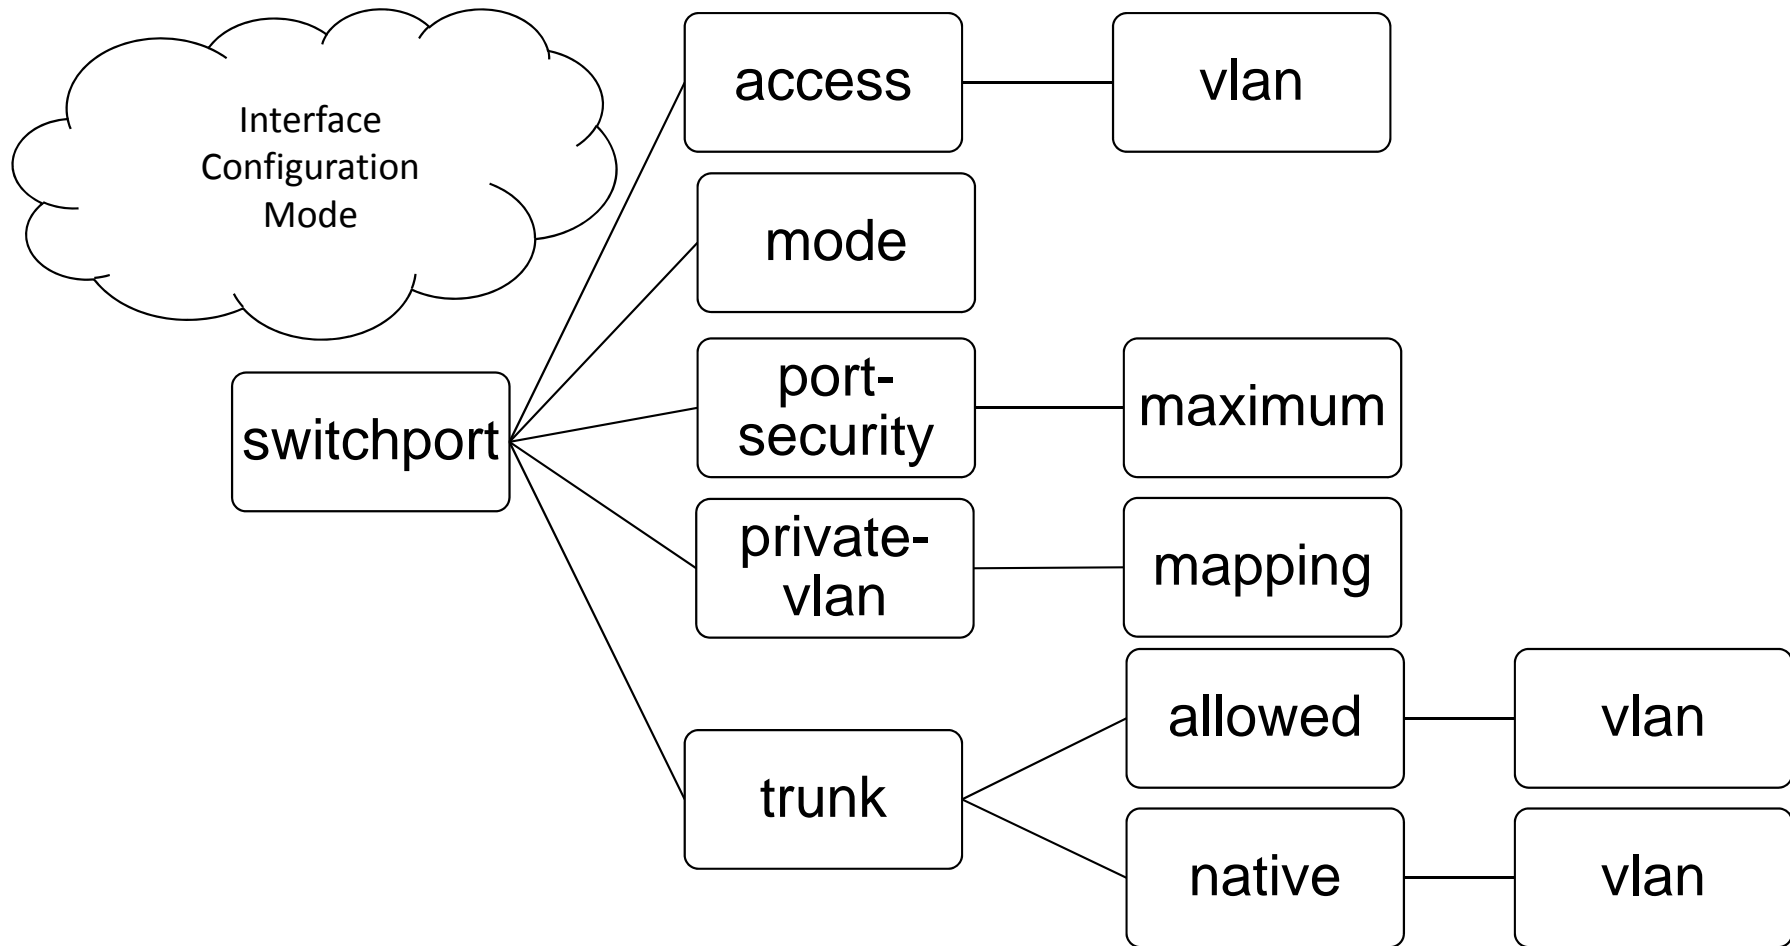 Interface
Configuration
Mode
switchport
access
vlan
mode
port-
security
maximum
private-
vlan
mapping
trunk
allowed
vlan
native
vlan